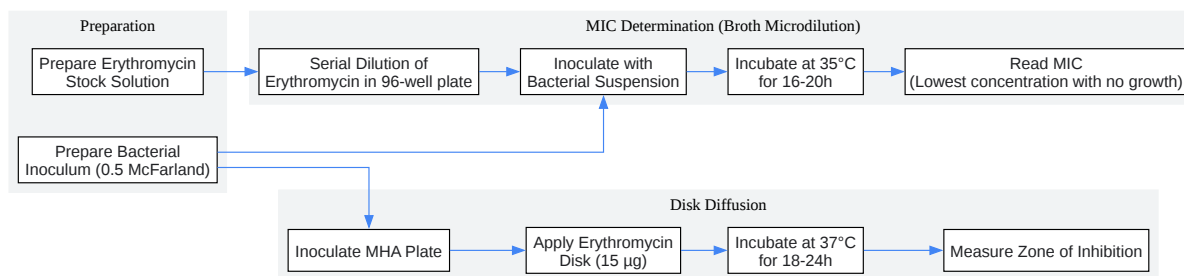 Preparation
Prepare Erythromycin
Stock Solution
Prepare Bacterial
Inoculum (0.5 McFarland)
MIC Determination (Broth Microdilution)
Serial Dilution of
Erythromycin in 96-well plate
Inoculate with
Bacterial Suspension
Incubate at 35°C
for 16-20h
Read MIC
(Lowest concentration with no growth)
Disk Diffusion
Inoculate MHA Plate
Apply Erythromycin
Disk (15 µg)
Incubate at 37°C
for 18-24h
Measure Zone of Inhibition